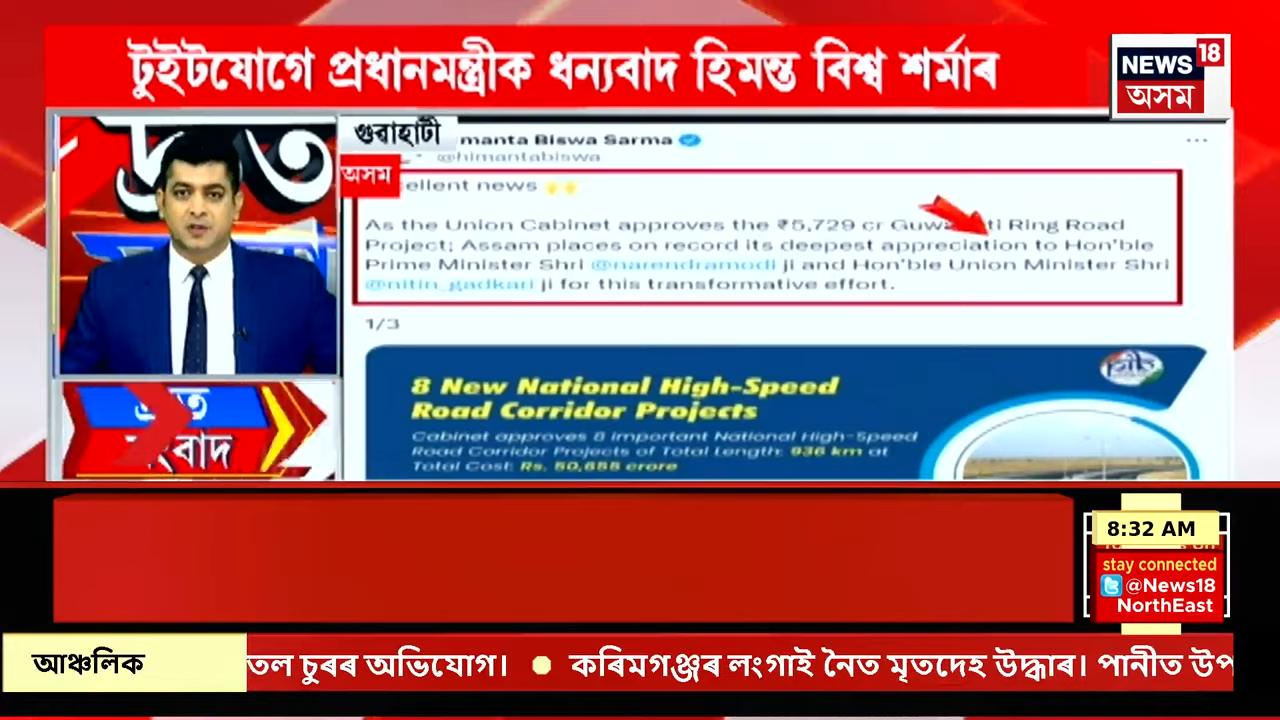 টুইটযোগে প্ৰধানমন্ত্ৰীক ধন্যবাদ হিমন্ত বিশ্ব শৰ্মাৰ
NEWS 18
অসম
গুৱাহাটী
অসম
manta Biswa Sarma
@himantabiswa
ellent news
As the Union Cabinet approves the ₹5,729 cr Guw ti Ring Road
Project; Assam places on record its deepest appreciation to Hon'ble
Prime Minister Shri @narendramodi ji and Hon'ble Union Minister Shri
@nitin_gadkari ji for this transformative effort.
1/3
8 New National High-Speed
Road Corridor Projects
Cabinet approves 8 important National High-Speed
Road Corridor Projects of Total Length: 936 km at
Total Cost: Rs. 50,655 crore
8:32 AM
stay connected
@News18
NorthEast
আঞ্চলিক
তল চুৰৰ অভিযোগ। কৰিমগঞ্জৰ লংগাই নৈত মৃতদেহ উদ্ধাৰ। পানীত উপ